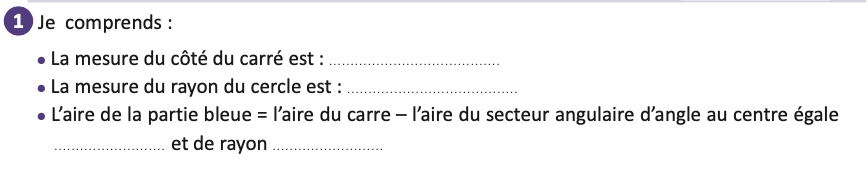 1 Je comprends :
• La mesure du côté du carré est : ........................................
• La mesure du rayon du cercle est : ........................................
• L’aire de la partie bleue = l’aire du carre – l’aire du secteur angulaire d’angle au centre égale
.......................... et de rayon ..........................